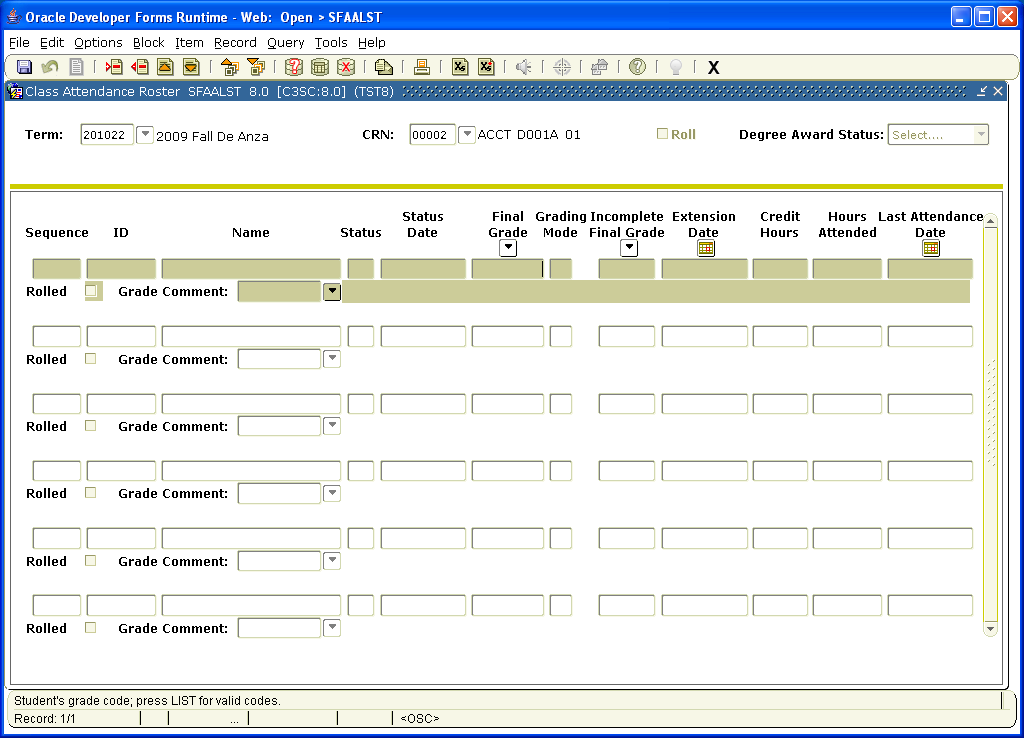 Oracle Developer Forms Runtime - Web: Open > SFAALST
File Edit Options Block Item Record Query Tools Help
X
Class Attendance Roster SFAALST 8.0 [C3SC:8.0] (TST8)
Term: 201022 2009 Fall De Anza CRN: 00002 ACCT D001A 01 Roll Degree Award Status: Select....
Status Final Grading Incomplete Extension Credit Hours Last Attendance
Sequence ID Name Status Date Grade Mode Final Grade Date Hours Attended Date
Rolled Grade Comment:
Rolled Grade Comment:
Rolled Grade Comment:
Rolled Grade Comment:
Rolled Grade Comment:
Rolled Grade Comment:
Student's grade code; press LIST for valid codes.
Record: 1/1 ... <OSC>